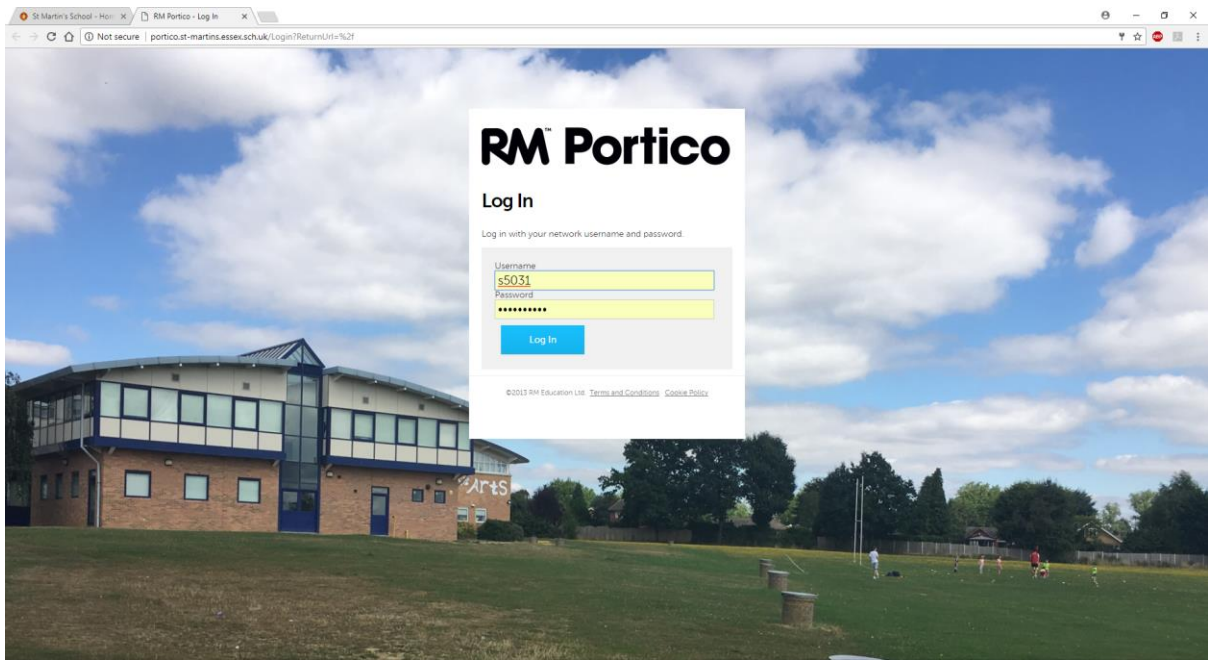 St Martin's School - Hom
RM Portico - Log In
Not secure | portico.st-martins.essex.sch.uk/Login?ReturnUrl=%2f
ABP
RM™ Portico
Log In
Log in with your network username and password.
Username
s5031
Password
••••••••••
Log In
©2013 RM Education Ltd Terms and Conditions Cookie Policy
Arts